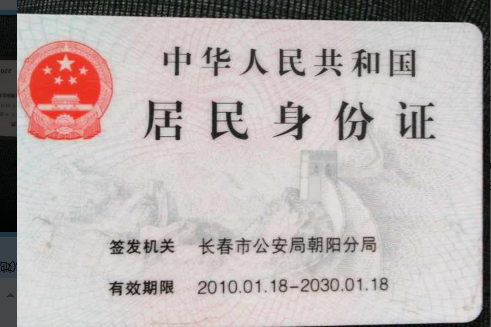 中华人民共和国
居民身份证
签发机关 长春市公安局朝阳分局
有效期限 2010.01.18-2030.01.18